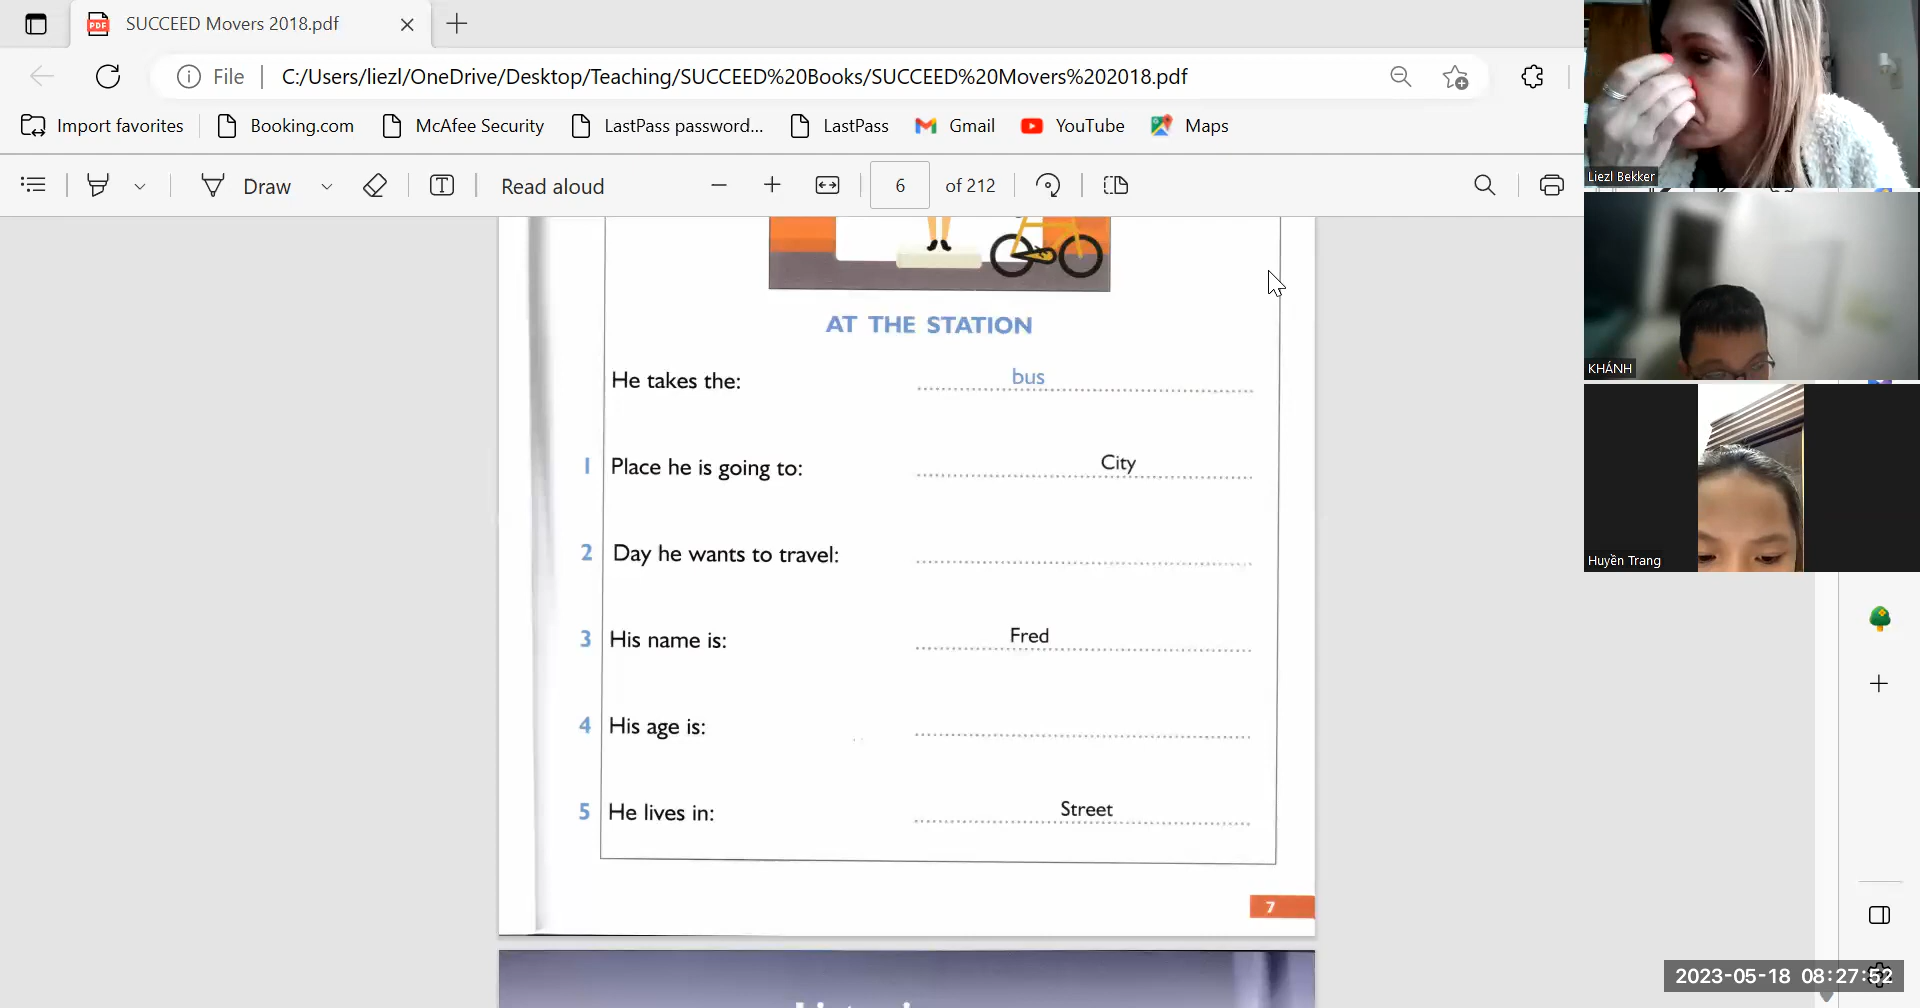 SUCCEED Movers 2018.pdf
File C:/Users/liezl/OneDrive/Desktop/Teaching/SUCCEED%20Books/SUCCEED%20Movers%202018.pdf
Import favorites Booking.com McAfee Security LastPass password... LastPass Gmail YouTube Maps
Draw Read aloud 6 of 212
Liezl Bekker
KHÁNH
Huyền Trang
AT THE STATION
He takes the: bus
1 Place he is going to: City
2 Day he wants to travel:
3 His name is: Fred
4 His age is:
5 He lives in: Street
7
2023-05-18 08:27:52